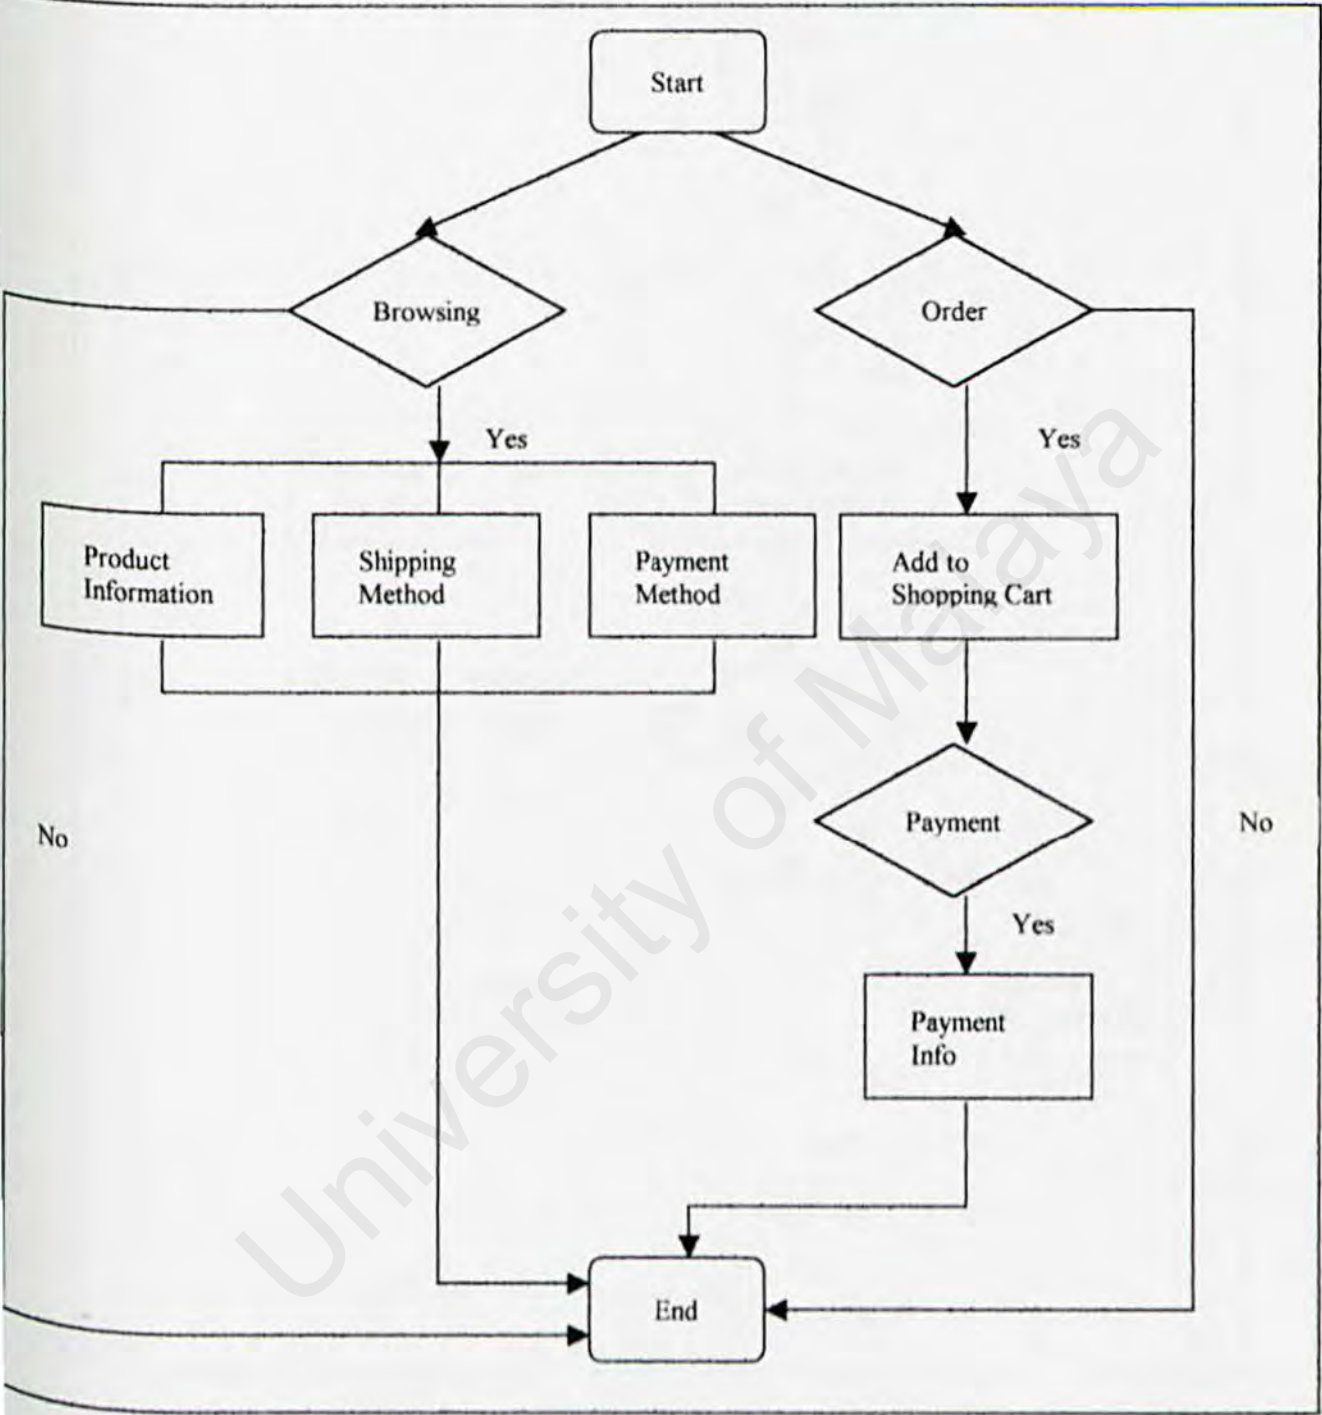 Start
Browsing
Order
Yes
Yes
Product
Information
Shipping
Method
Payment
Method
Add to
Shopping Cart
No
Payment
No
Yes
Payment
Info
End
University of Malaya